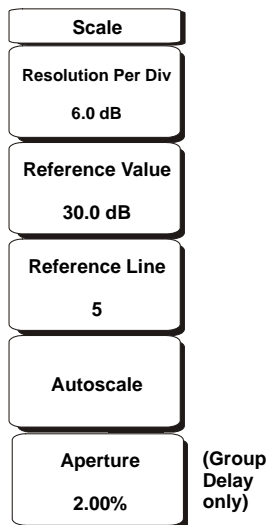 Scale
Resolution Per Div
6.0 dB
Reference Value
30.0 dB
Reference Line
5
Autoscale
Aperture
2.00%
(Group
Delay
only)